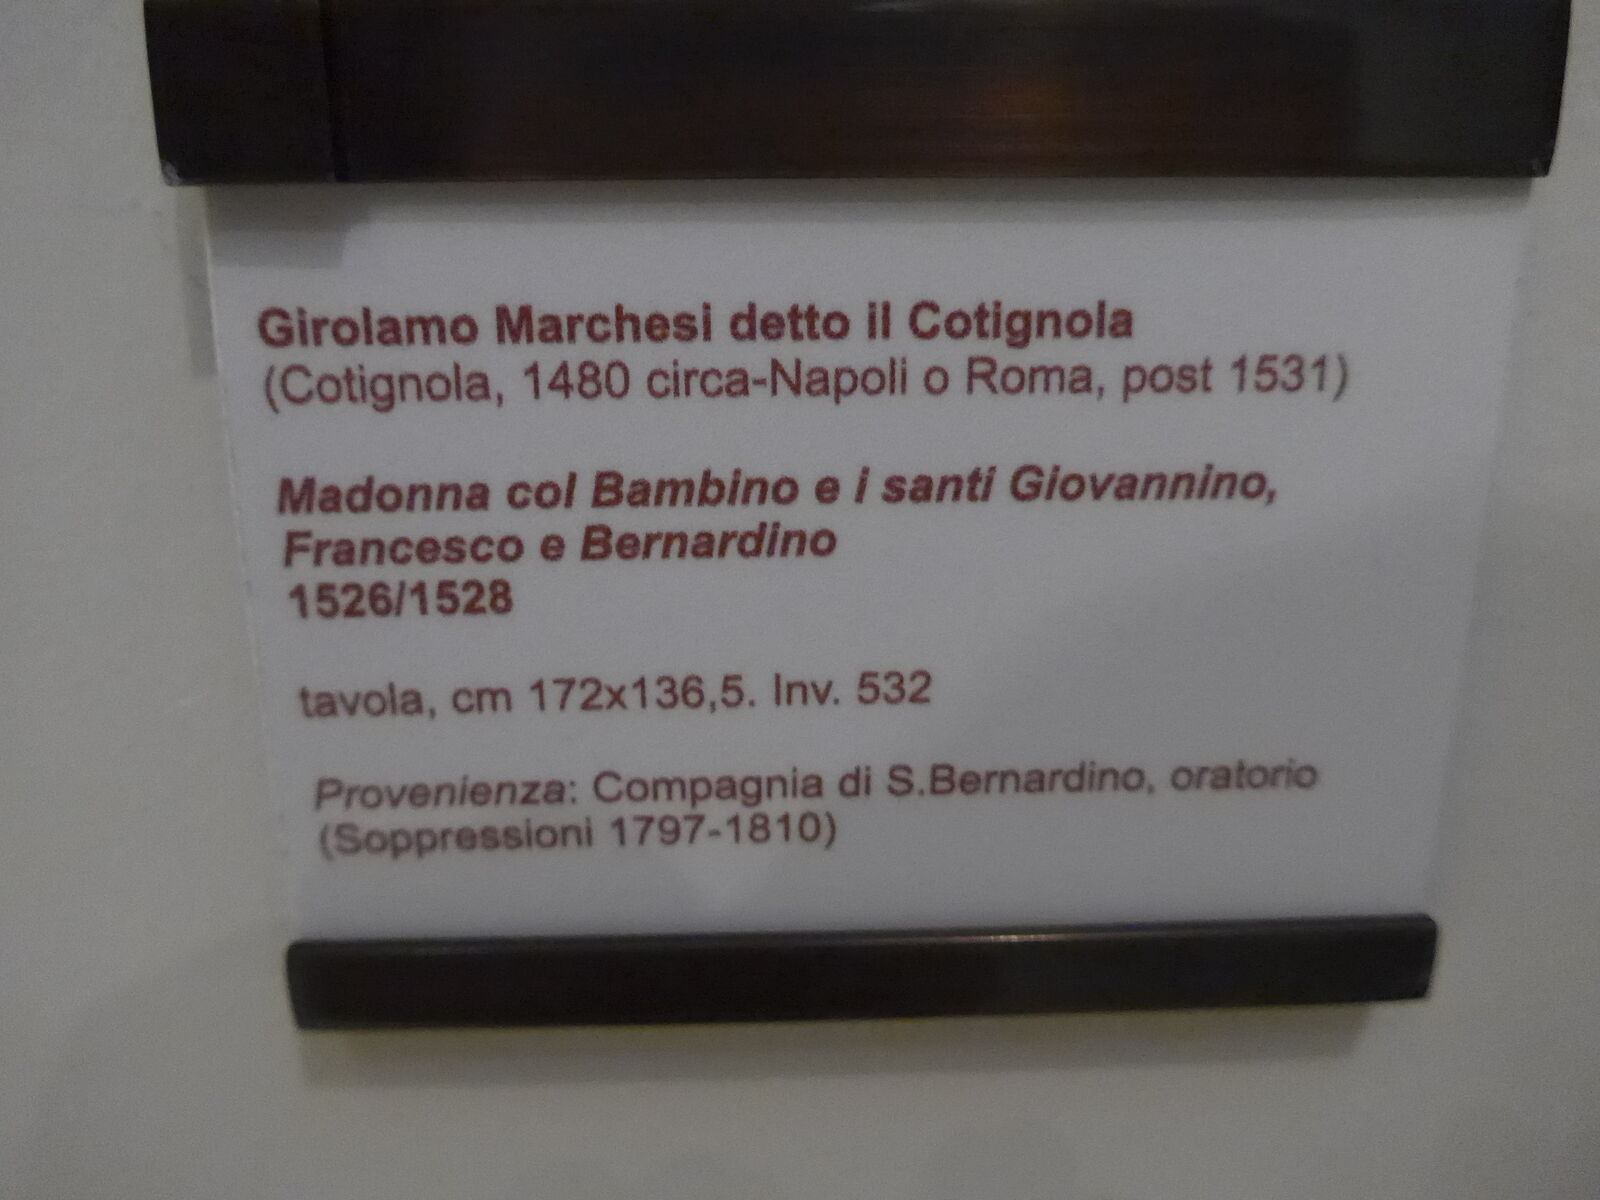 Girolamo Marchesi detto il Cotignola
(Cotignola, 1480 circa-Napoli o Roma, post 1531)
Madonna col Bambino e i santi Giovannino,
Francesco e Bernardino
1526/1528
tavola, cm 172x136,5. Inv. 532
Provenienza: Compagnia di S.Bernardino, oratorio
(Soppressioni 1797-1810)